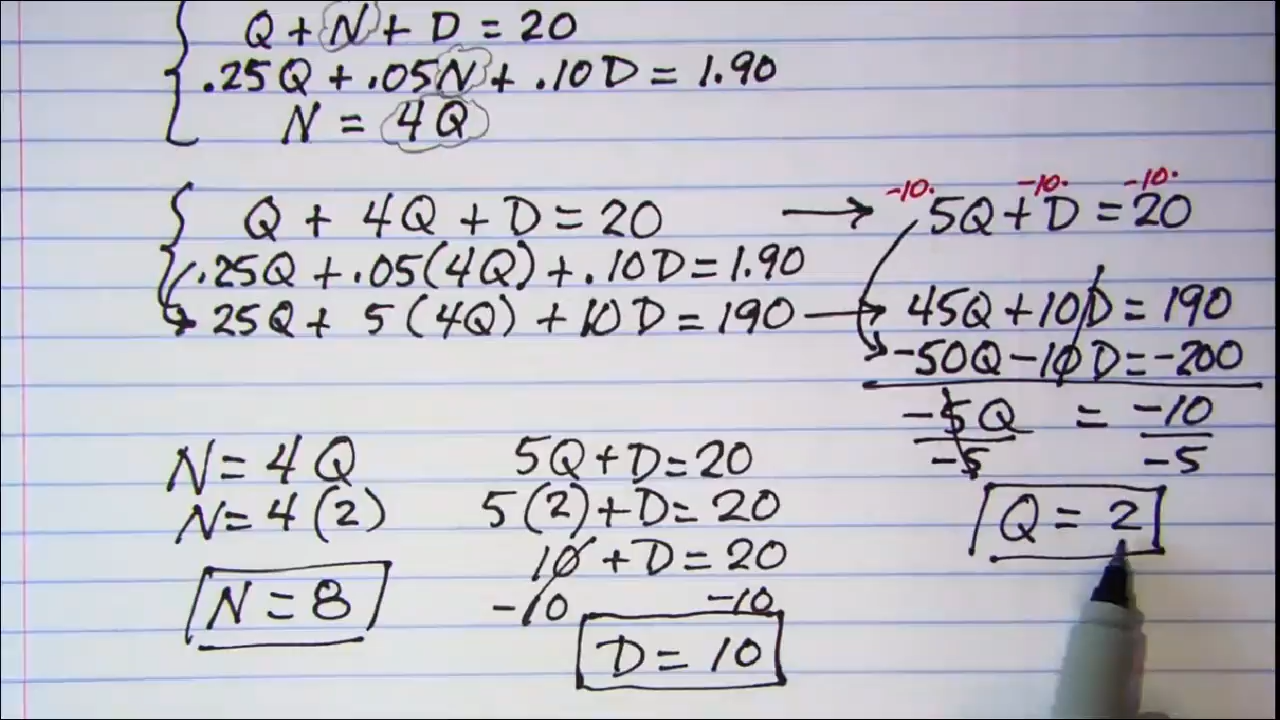 Q + N + D = 20
.25Q + .05N + .10D = 1.90
N = 4Q
Q + 4Q + D = 20
.25Q + .05(4Q) + .10D = 1.90
25Q + 5(4Q) + 10D = 190
-10· -10· -10·
5Q + D = 20
45Q + 10D = 190
-50Q - 10D = -200
-5Q = -10
-5 -5
Q = 2
N = 4Q
N = 4(2)
N = 8
5Q + D = 20
5(2) + D = 20
10 + D = 20
-10 -10
D = 10